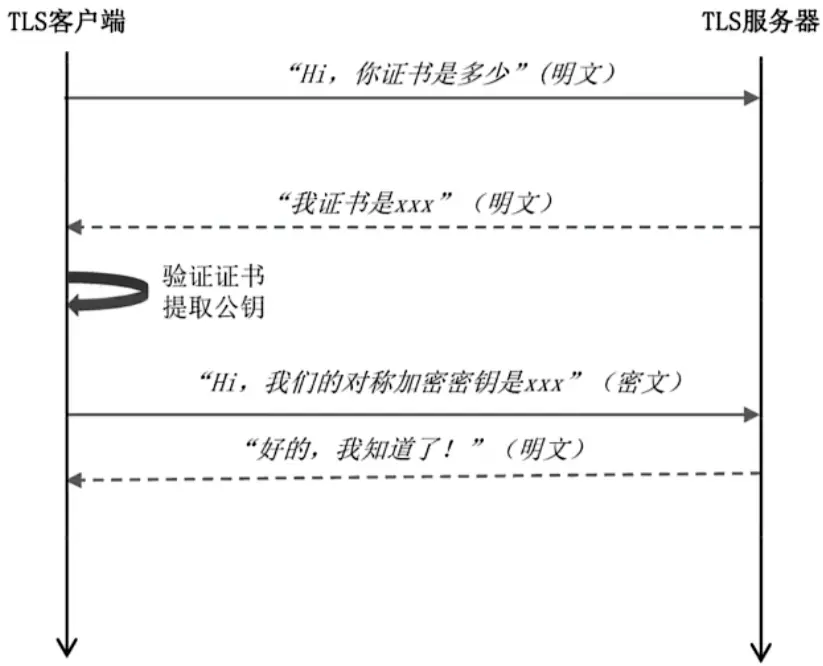 TLS客户端
TLS服务器
“Hi，你证书是多少”(明文）
“我证书是xxx”（明文）
验证证书
提取公钥
“Hi，我们的对称加密密钥是xxx”（密文）
“好的，我知道了！”（明文）